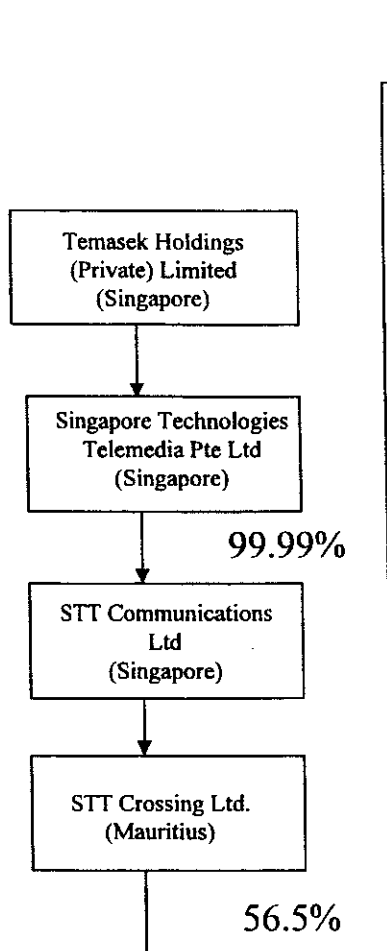 Temasek Holdings
(Private) Limited
(Singapore)
Singapore Technologies
Telemedia Pte Ltd
(Singapore)
99.99%
STT Communications
Ltd
(Singapore)
STT Crossing Ltd.
(Mauritius)
56.5%